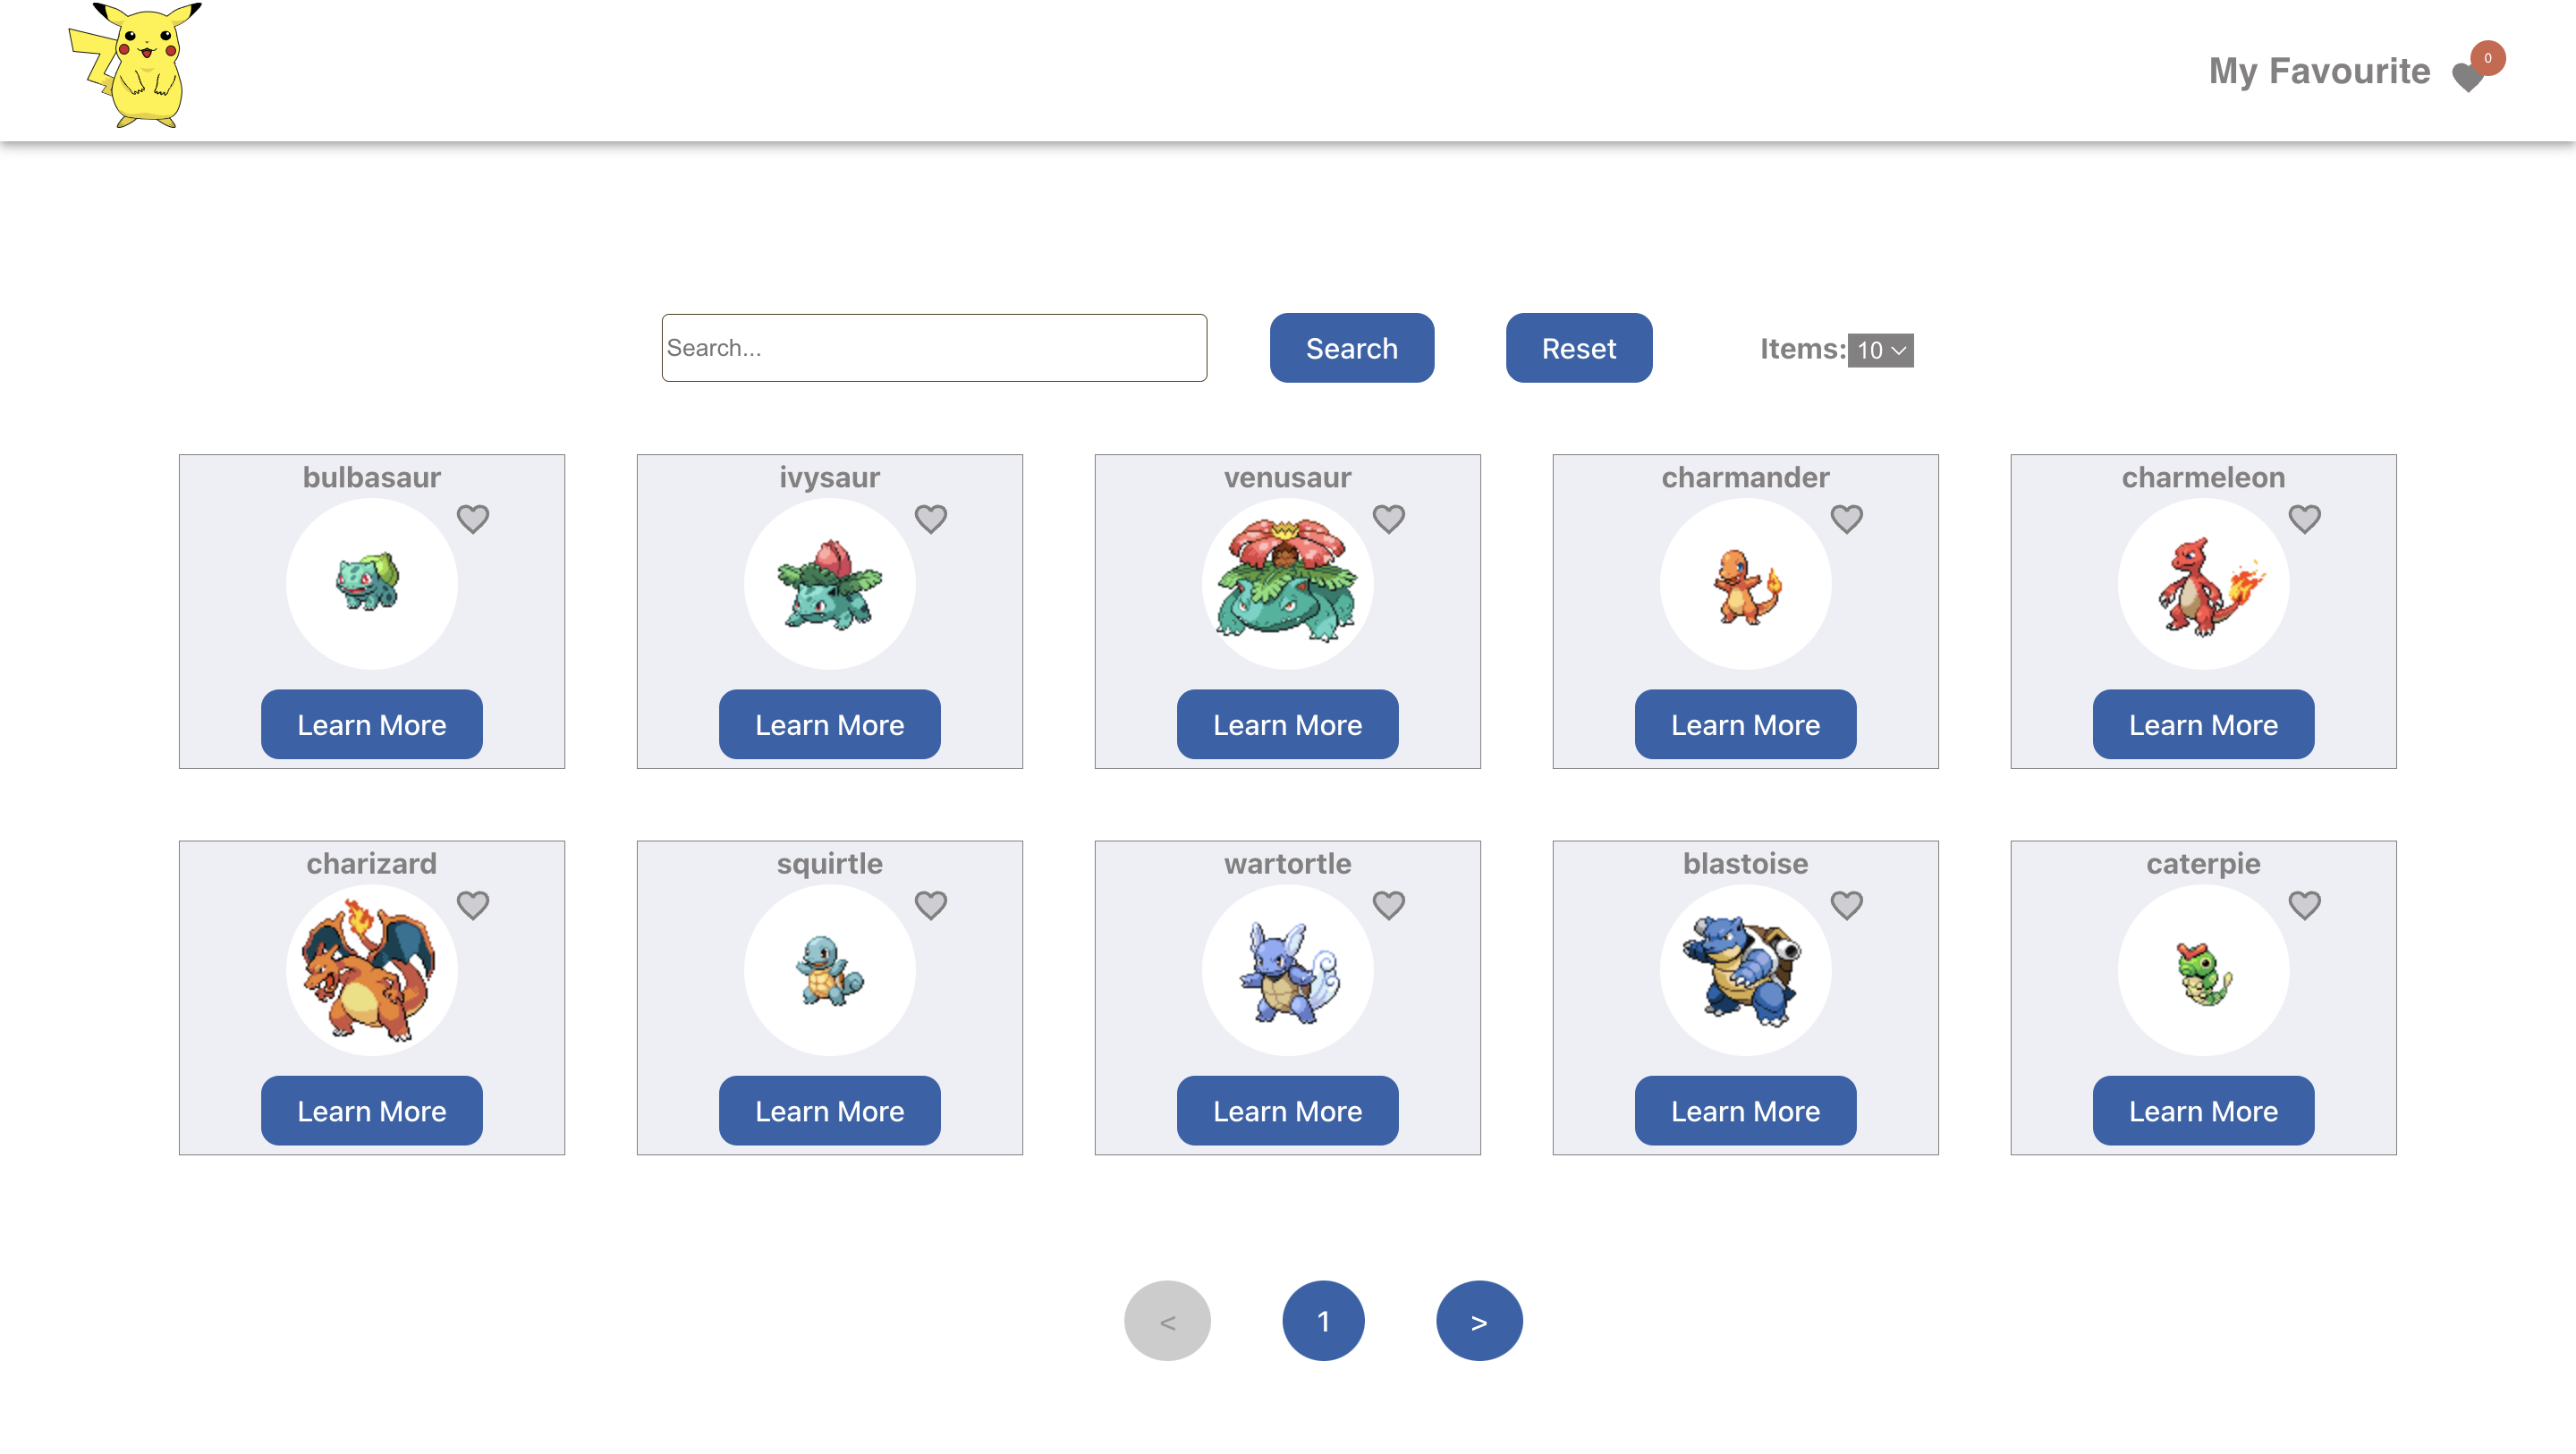 My Favourite 0
Search...
Search
Reset
Items: 10
bulbasaur
ivysaur
venusaur
charmander
charmeleon
Learn More
Learn More
Learn More
Learn More
Learn More
charizard
squirtle
wartortle
blastoise
caterpie
Learn More
Learn More
Learn More
Learn More
Learn More
< 1 >